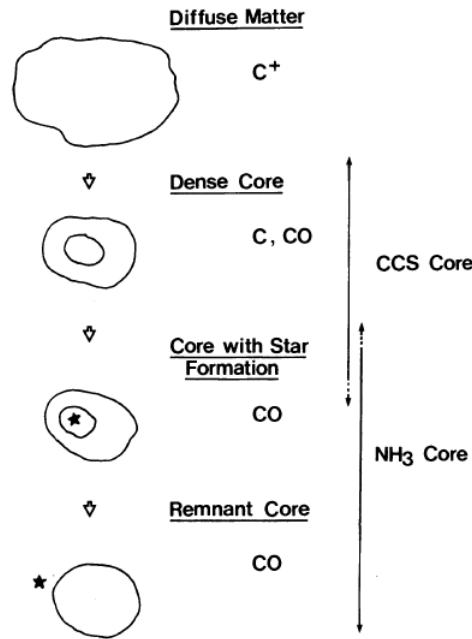 Diffuse Matter
C+
Dense Core
C, CO
CCS Core
Core with Star
Formation
CO
NH3 Core
Remnant Core
CO